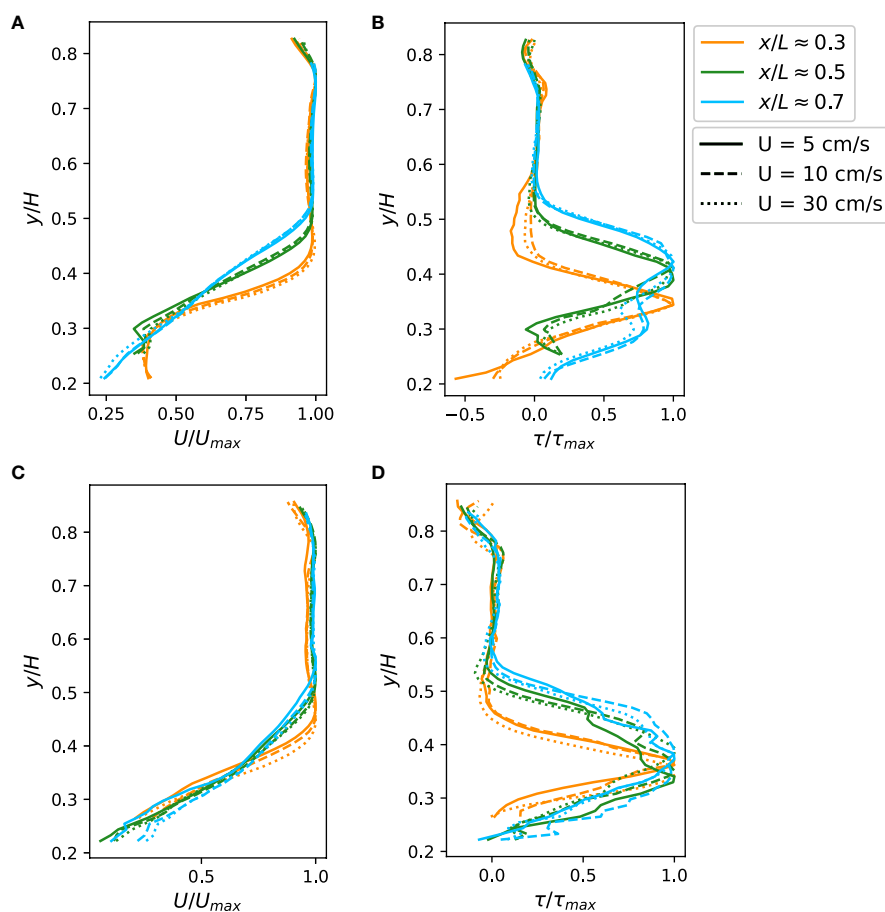 A
B
0.8
0.7
0.6
0.5
0.4
0.3
0.2
y/H
0.25 0.50 0.75 1.00
U/U_max
0.8
0.7
0.6
0.5
0.4
0.3
0.2
y/H
−0.5 0.0 0.5 1.0
τ/τ_max
x/L ≈ 0.3
x/L ≈ 0.5
x/L ≈ 0.7
U = 5 cm/s
U = 10 cm/s
U = 30 cm/s
C
D
0.8
0.7
0.6
0.5
0.4
0.3
0.2
y/H
0.5 1.0
U/U_max
0.8
0.7
0.6
0.5
0.4
0.3
0.2
y/H
0.0 0.5 1.0
τ/τ_max